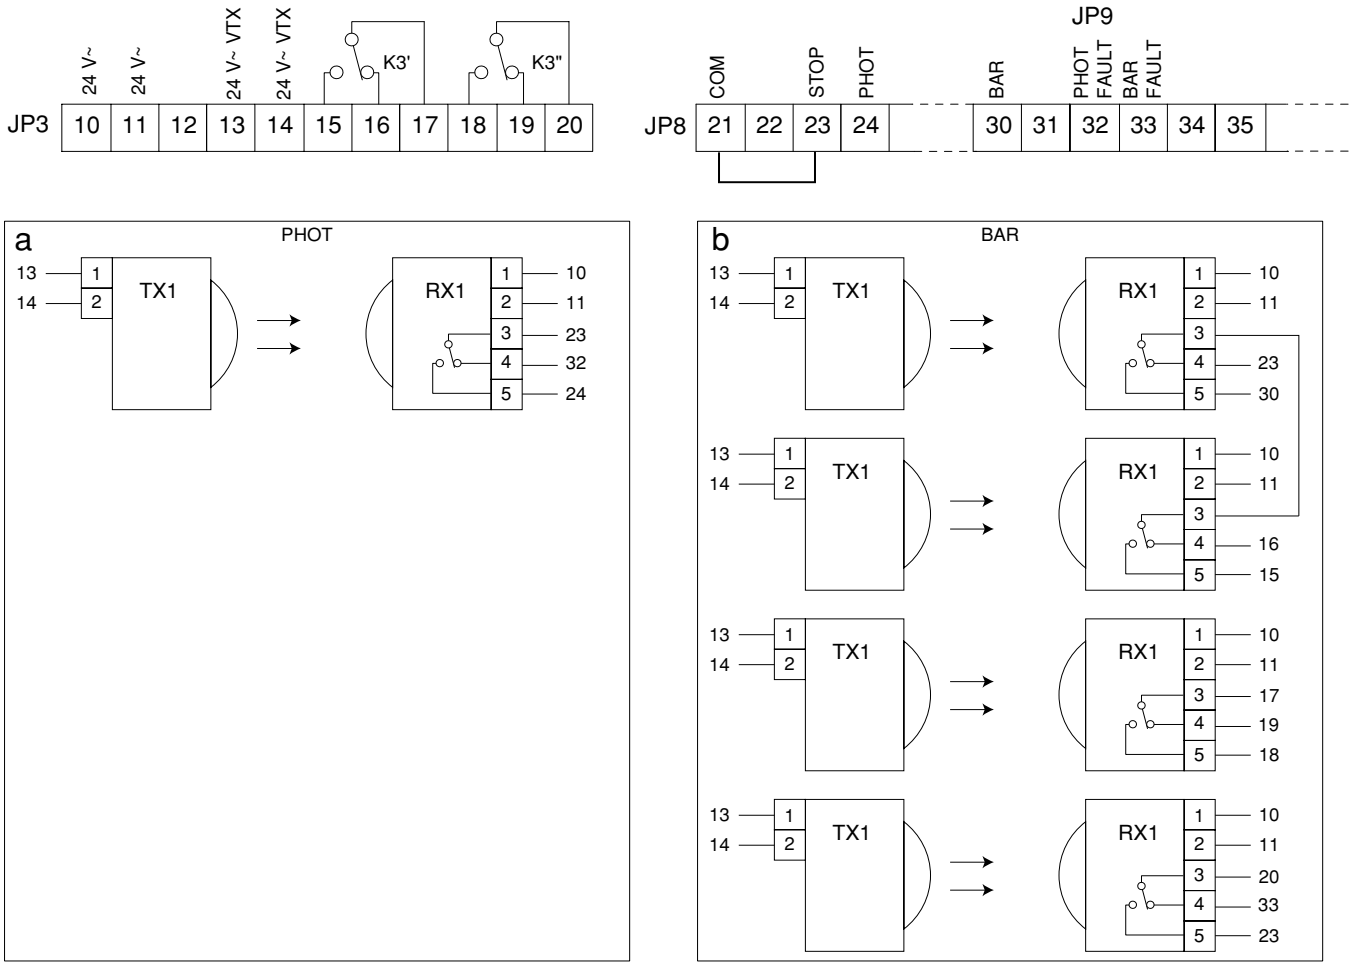 JP9
24 V~ 24 V~ 24 V~ VTX 24 V~ VTX K3' K3" COM STOP PHOT BAR PHOT FAULT BAR FAULT
JP3 10 11 12 13 14 15 16 17 18 19 20
JP8 21 22 23 24 30 31 32 33 34 35
a PHOT
13 1 TX1 RX1 1 10
14 2 2 11
3 23
4 32
5 24
b BAR
13 1 TX1 RX1 1 10
14 2 2 11
3
4 23
5 30
13 1 TX1 RX1 1 10
14 2 2 11
3
4 16
5 15
13 1 TX1 RX1 1 10
14 2 2 11
3 17
4 19
5 18
13 1 TX1 RX1 1 10
14 2 2 11
3 20
4 33
5 23